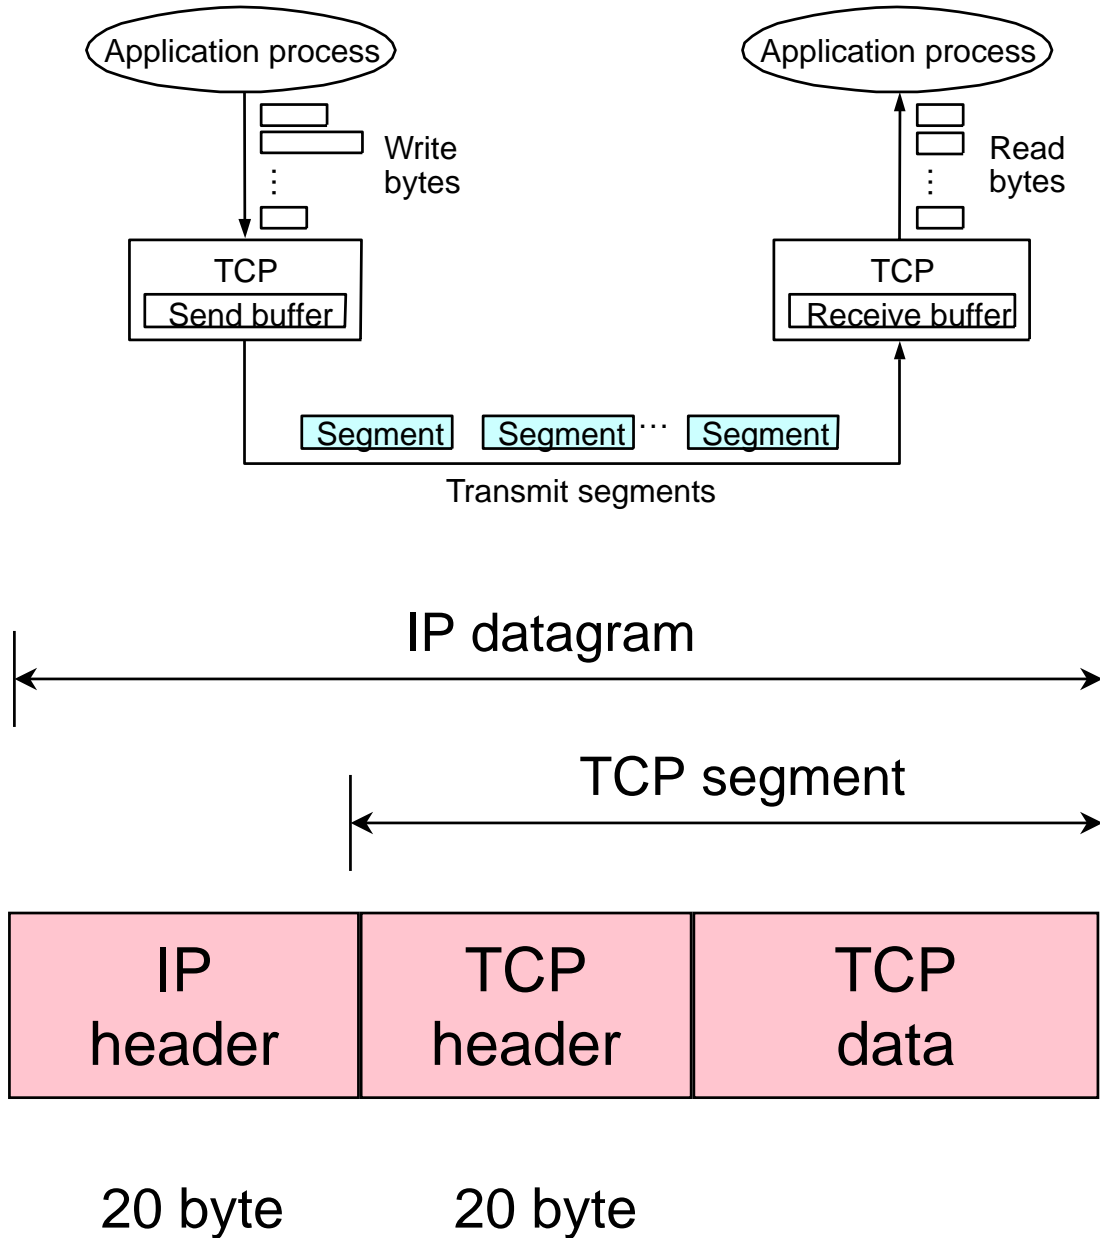 Application process
Application process
Write
bytes
Read
bytes
TCP
Send buffer
TCP
Receive buffer
Segment
Segment
...
Segment
Transmit segments
IP datagram
TCP segment
IP
header
TCP
header
TCP
data
20 byte
20 byte